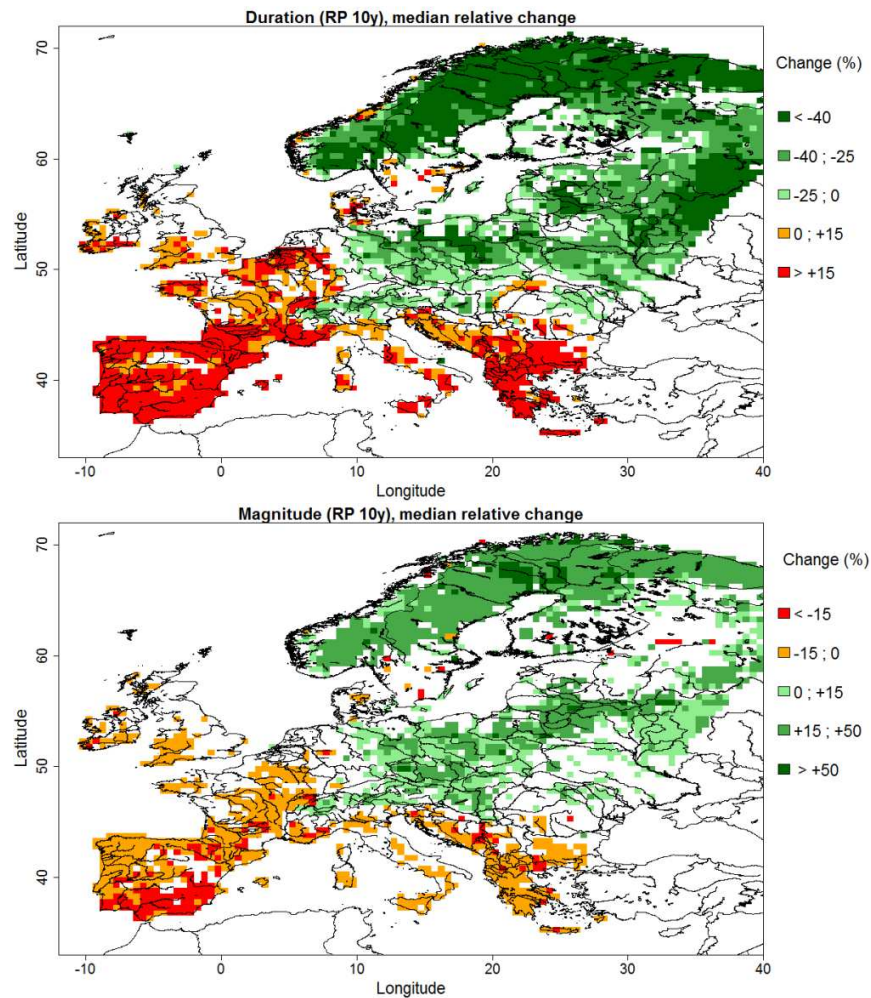 Duration (RP 10y), median relative change
70
60
50
40
Latitude
-10 0 10 20 30 40
Longitude
Change (%)
< -40
-40 ; -25
-25 ; 0
0 ; +15
> +15
Magnitude (RP 10y), median relative change
70
60
50
40
Latitude
-10 0 10 20 30 40
Longitude
Change (%)
< -15
-15 ; 0
0 ; +15
+15 ; +50
> +50